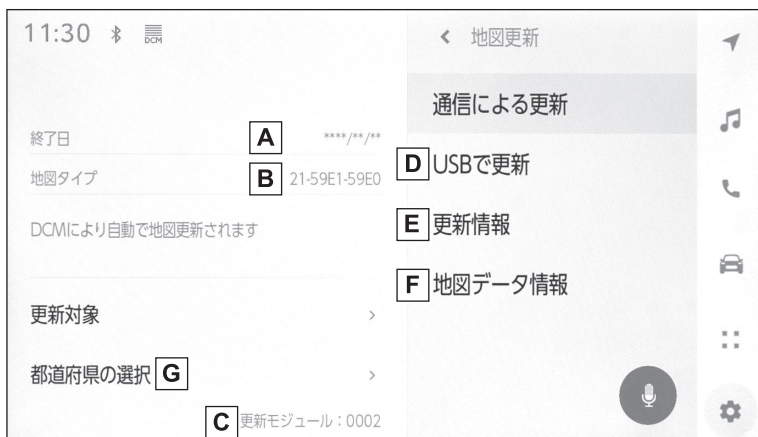 11:30 DCM
終了日 A ****/**/**
地図タイプ B 21-59E1-59E0
DCMにより自動で地図更新されます
更新対象 >
都道府県の選択 G >
C 更新モジュール:0002
< 地図更新
通信による更新
D USBで更新
E 更新情報
F 地図データ情報